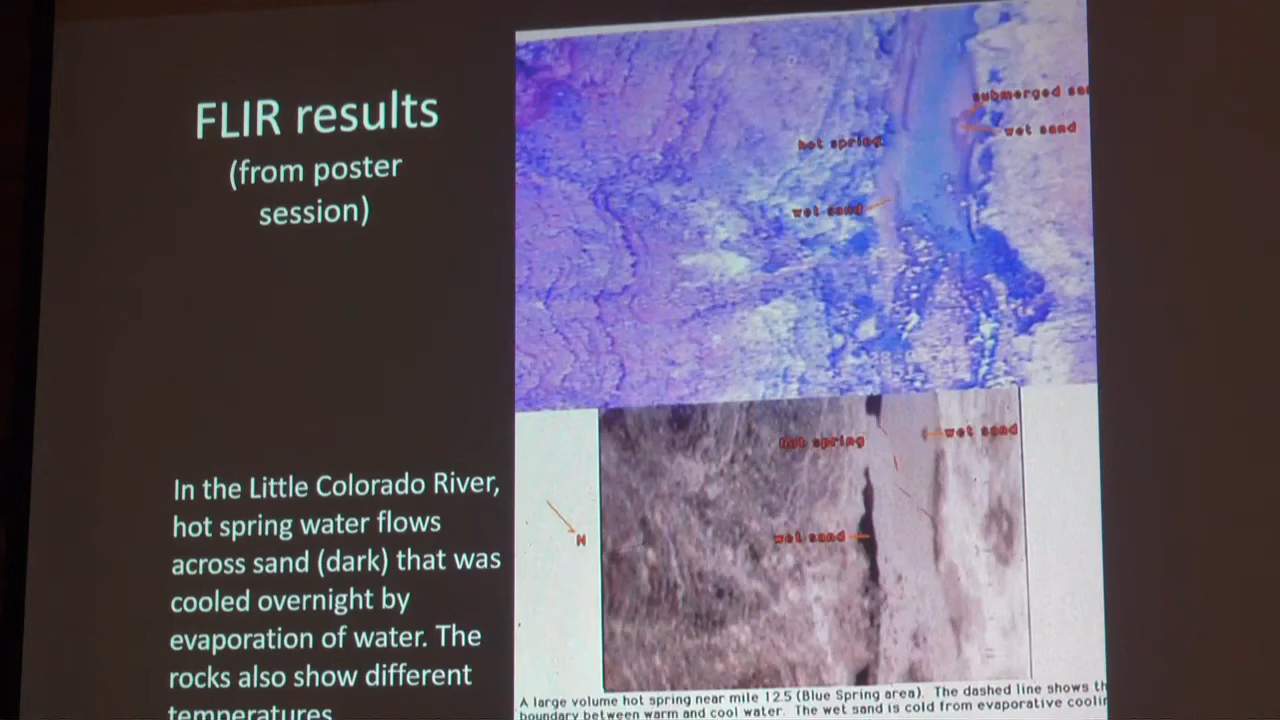 FLIR results
(from poster
session)
In the Little Colorado River,
hot spring water flows
across sand (dark) that was
cooled overnight by
evaporation of water. The
rocks also show different
temperatures
submerged
wet sand
hot spring
wet sand
hot spring
wet sand
wet sand
N
A large volume hot spring near mile 12.5 (Blue Spring area). The dashed line shows
boundary between warm and cool water. The wet sand is cold from evaporative